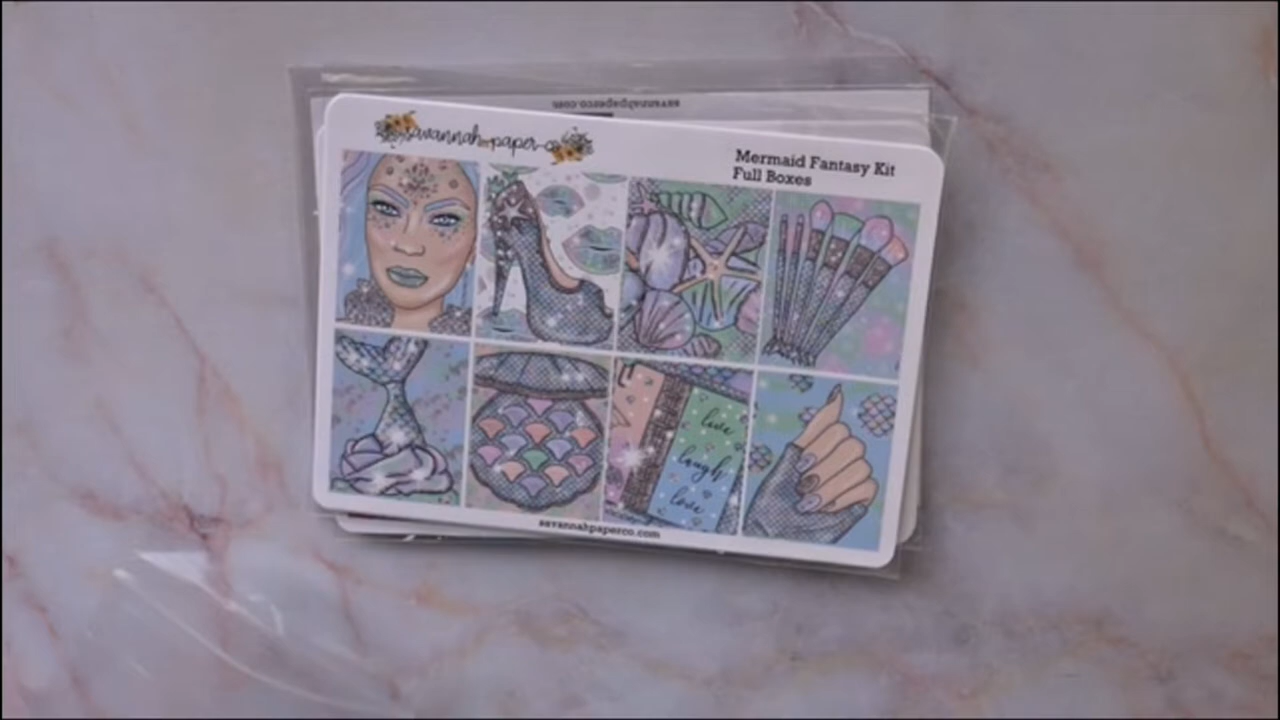 savannahpaperco.com
savannah paper co
Mermaid Fantasy Kit
Full Boxes
live
laugh
love
savannahpaperco.com